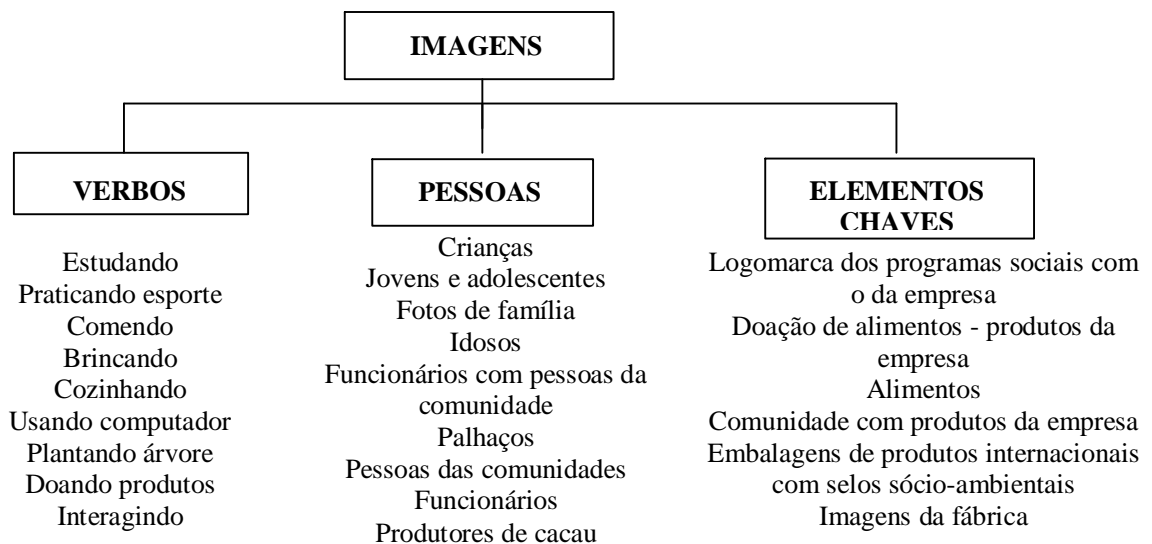 IMAGENS
VERBOS
Estudando
Praticando esporte
Comendo
Brincando
Cozinhando
Usando computador
Plantando árvore
Doando produtos
Interagindo
PESSOAS
Crianças
Jovens e adolescentes
Fotos de família
Idosos
Funcionários com pessoas da
comunidade
Palhaços
Pessoas das comunidades
Funcionários
Produtores de cacau
ELEMENTOS
CHAVES
Logomarca dos programas sociais com
o da empresa
Doação de alimentos - produtos da
empresa
Alimentos
Comunidade com produtos da empresa
Embalagens de produtos internacionais
com selos sócio-ambientais
Imagens da fábrica